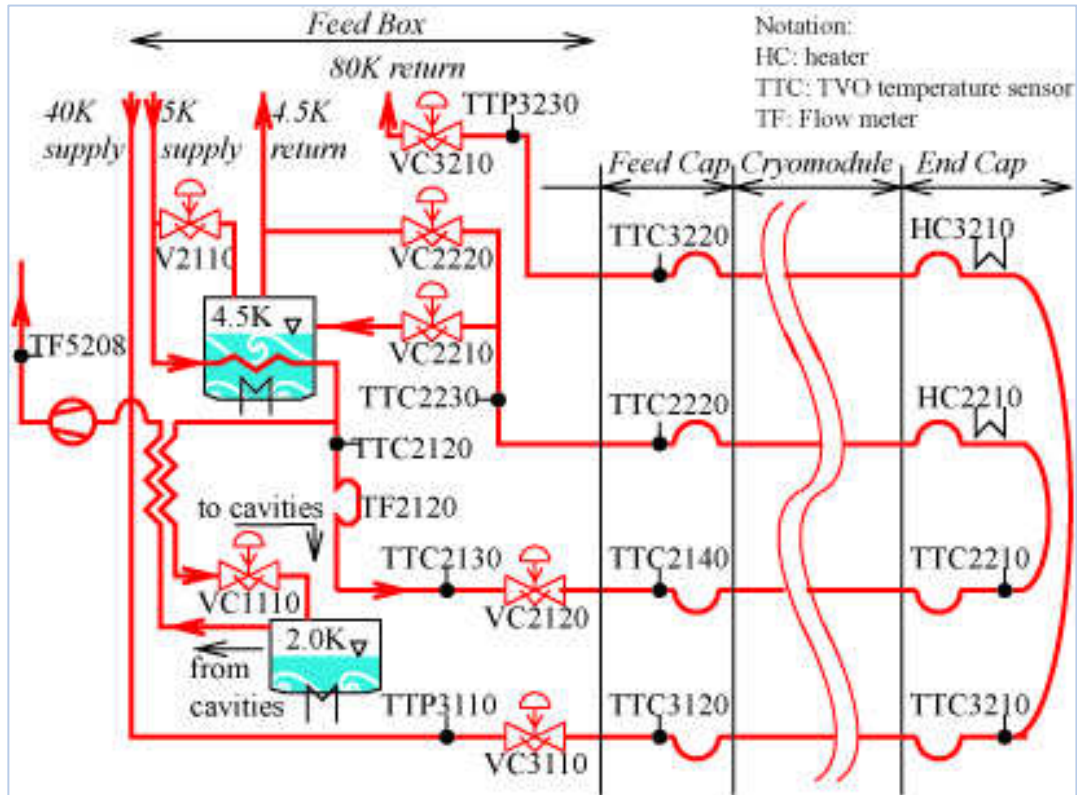 Feed Box
80K return
Notation:
HC: heater
TTC: TVO temperature sensor
TF: Flow meter
40K
supply
5K
supply
4.5K
return
TTP3230
VC3210
Feed Cap
Cryomodule
End Cap
V2110
VC2220
TTC3220
HC3210
4.5K
TF5208
VC2210
TTC2230
TTC2220
HC2210
TTC2120
to cavities
TF2120
TTC2130
TTC2140
TTC2210
VC1110
VC2120
2.0K
from
cavities
TTP3110
TTC3120
TTC3210
VC3110